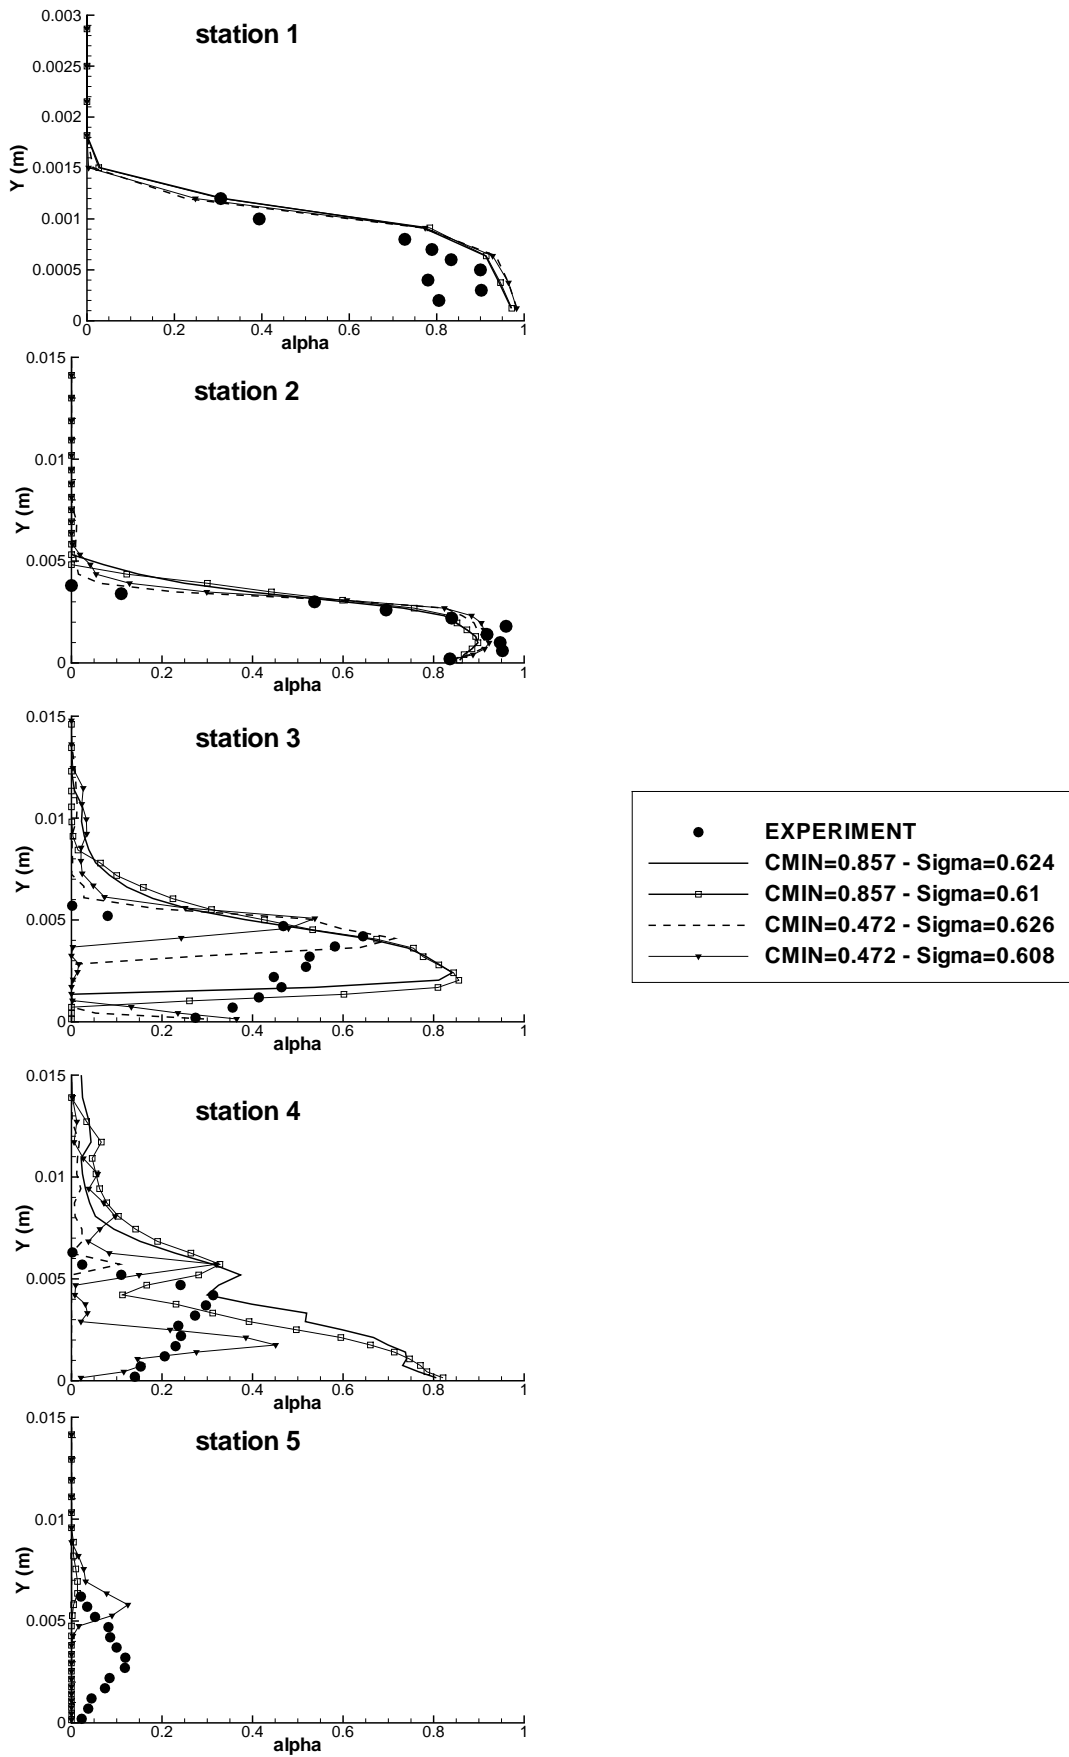 station 1
0.003
0.0025
0.002
0.0015
0.001
0.0005
0
Y (m)
0 0.2 0.4 0.6 0.8 1
alpha
station 2
0.015
0.01
0.005
0
Y (m)
0 0.2 0.4 0.6 0.8 1
alpha
station 3
0.015
0.01
0.005
0
Y (m)
0 0.2 0.4 0.6 0.8 1
alpha
EXPERIMENT
CMIN=0.857 - Sigma=0.624
CMIN=0.857 - Sigma=0.61
CMIN=0.472 - Sigma=0.626
CMIN=0.472 - Sigma=0.608
station 4
0.015
0.01
0.005
0
Y (m)
0 0.2 0.4 0.6 0.8 1
alpha
station 5
0.015
0.01
0.005
0
Y (m)
0 0.2 0.4 0.6 0.8 1
alpha